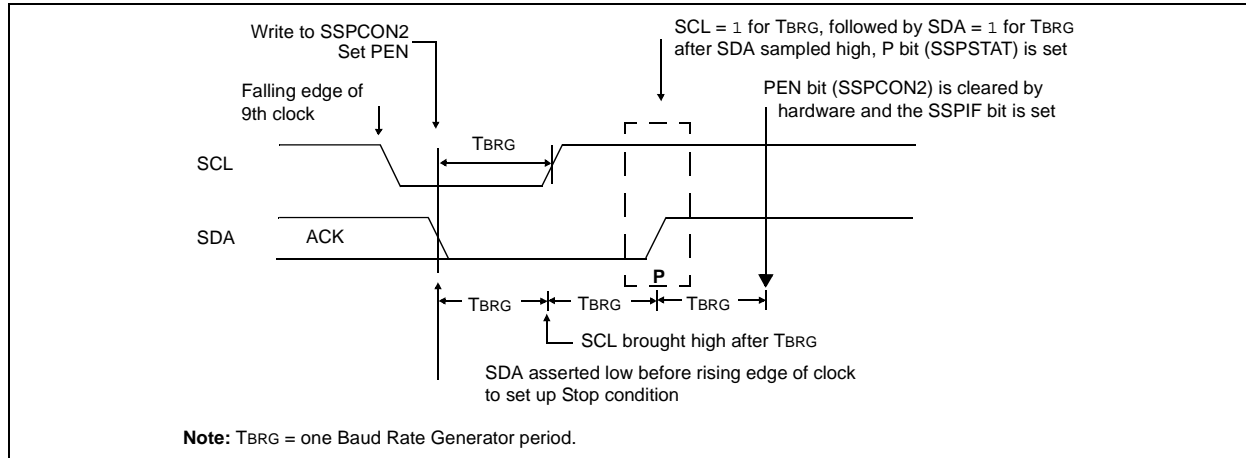 Write to SSPCON2
Set PEN
SCL = 1 for TBRG, followed by SDA = 1 for TBRG
after SDA sampled high, P bit (SSPSTAT) is set
Falling edge of
9th clock
PEN bit (SSPCON2) is cleared by
hardware and the SSPIF bit is set
TBRG
SCL
SDA
ACK
P
TBRG
TBRG
TBRG
SCL brought high after TBRG
SDA asserted low before rising edge of clock
to set up Stop condition
Note: TBRG = one Baud Rate Generator period.